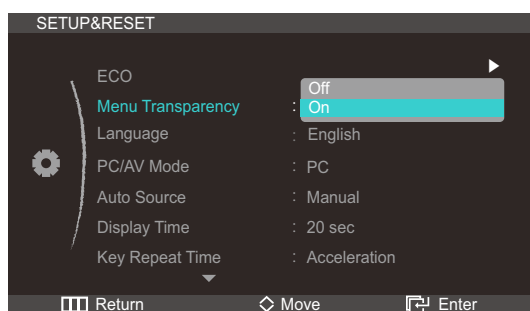 SETUP&RESET
ECO
Off
Menu Transparency : On
Language : English
PC/AV Mode : PC
Auto Source : Manual
Display Time : 20 sec
Key Repeat Time : Acceleration
Return Move Enter